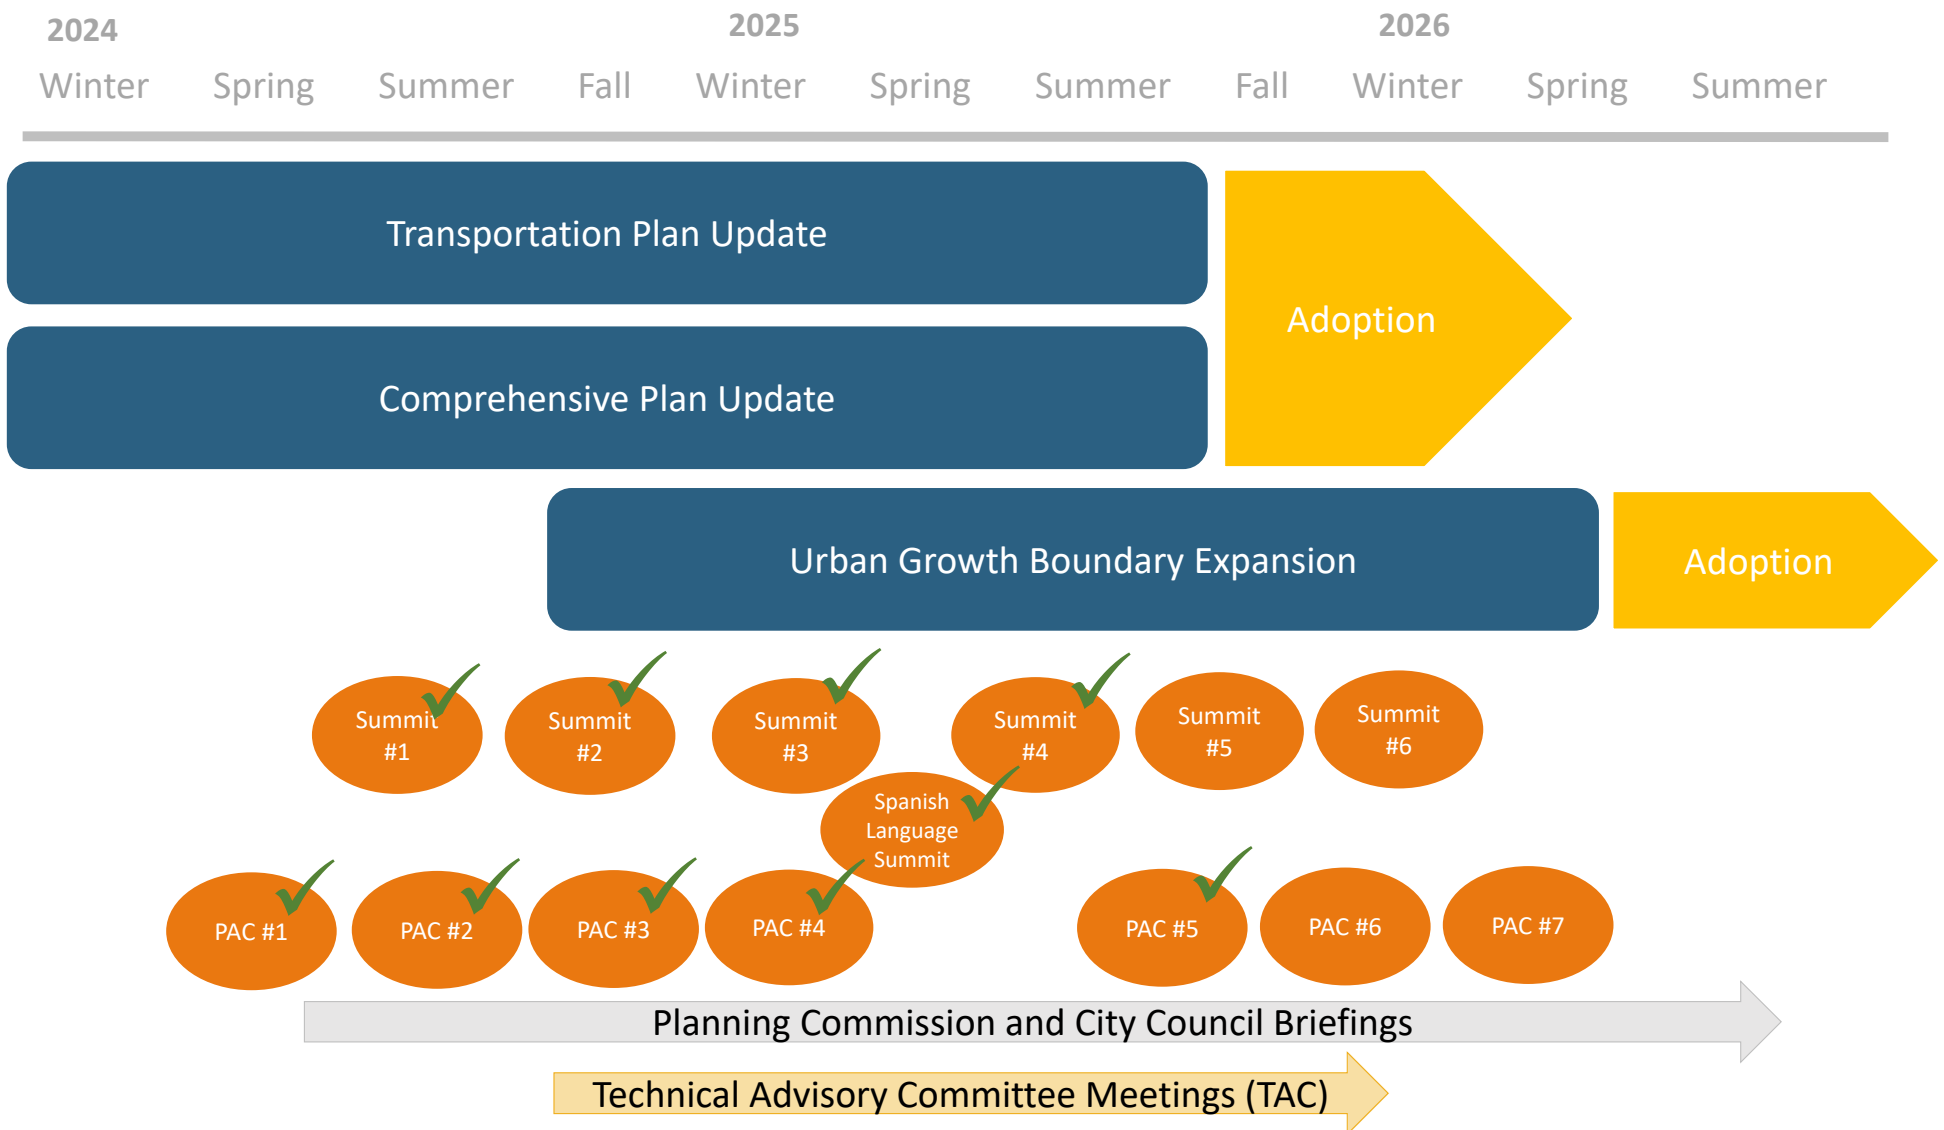 2024
2025
2026
Winter Spring Summer Fall Winter Spring Summer Fall Winter Spring Summer
Transportation Plan Update
Adoption
Comprehensive Plan Update
Urban Growth Boundary Expansion
Adoption
Summit
#1
Summit
#2
Summit
#3
Summit
#4
Summit
#5
Summit
#6
Spanish
Language
Summit
PAC #1
PAC #2
PAC #3
PAC #4
PAC #5
PAC #6
PAC #7
Planning Commission and City Council Briefings
Technical Advisory Committee Meetings (TAC)